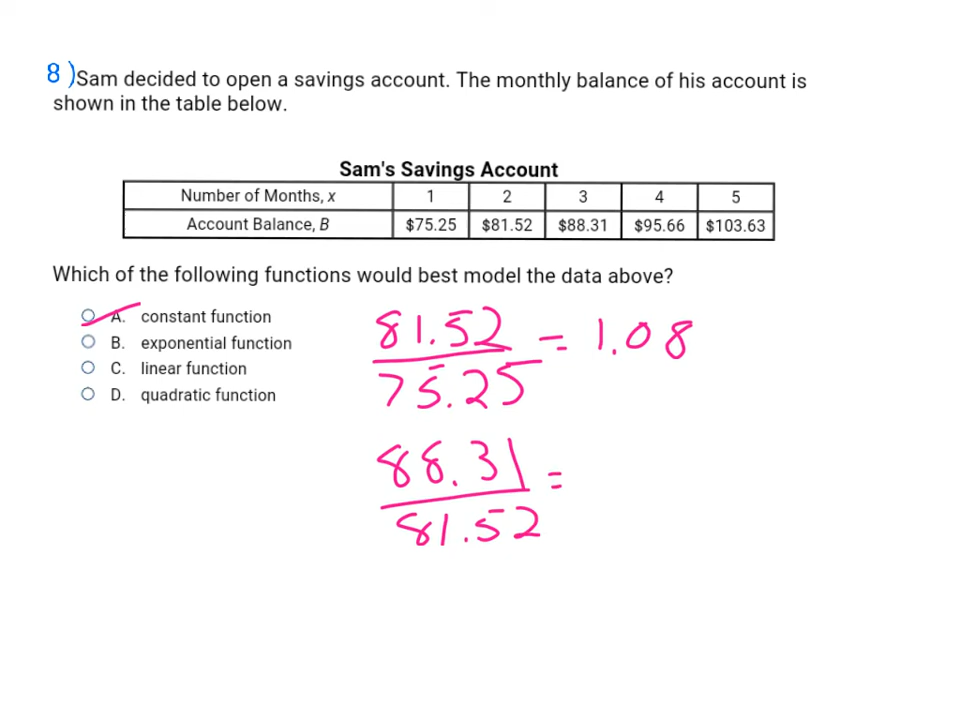 8) Sam decided to open a savings account. The monthly balance of his account is
shown in the table below.
Sam's Savings Account
Number of Months, x 1 2 3 4 5
Account Balance, B $75.25 $81.52 $88.31 $95.66 $103.63
Which of the following functions would best model the data above?
A. constant function
B. exponential function
C. linear function
D. quadratic function
81.52
75.25
= 1.08
88.31
81.52
=